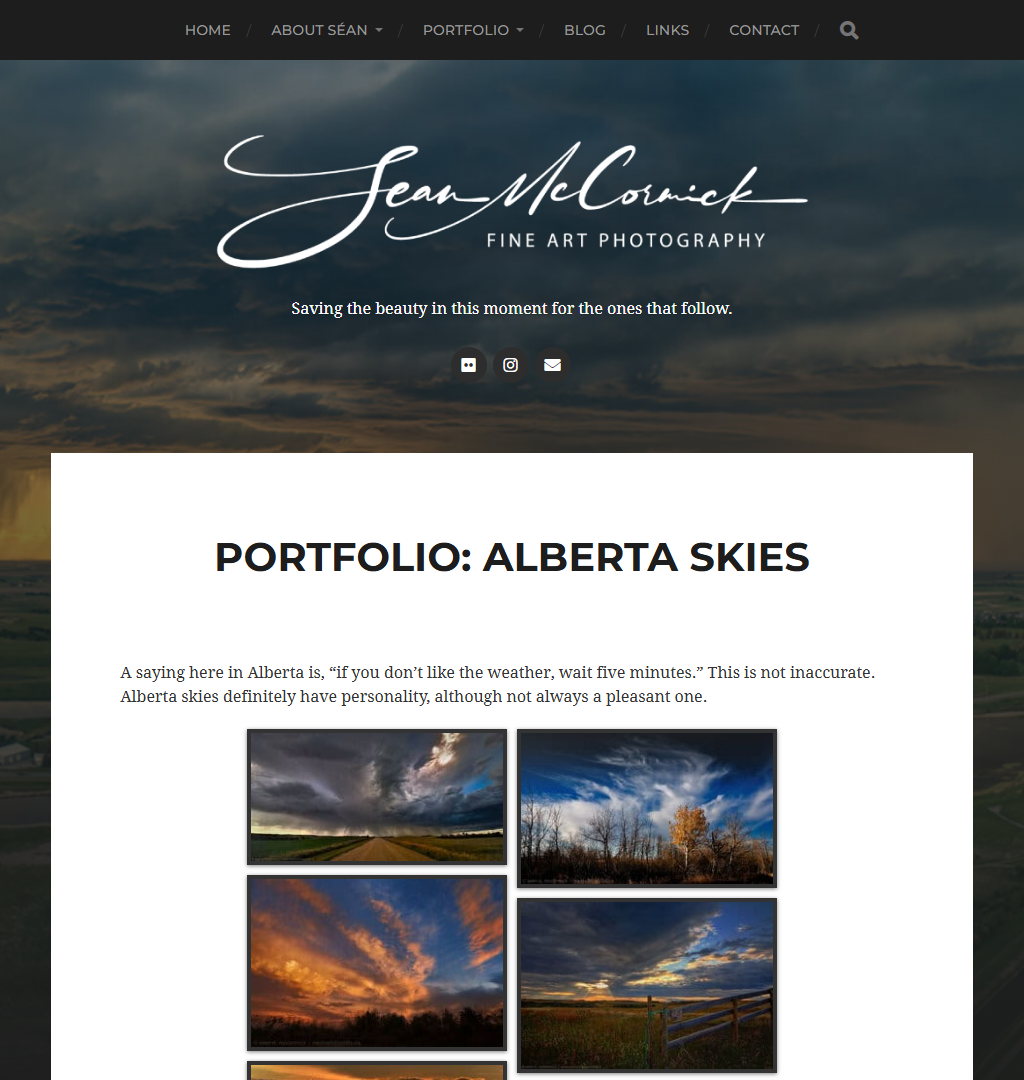 HOME / ABOUT SÉAN / PORTFOLIO / BLOG / LINKS / CONTACT /
Sean McCormick
FINE ART PHOTOGRAPHY
Saving the beauty in this moment for the ones that follow.
PORTFOLIO: ALBERTA SKIES
A saying here in Alberta is, “if you don’t like the weather, wait five minutes.” This is not inaccurate.
Alberta skies definitely have personality, although not always a pleasant one.